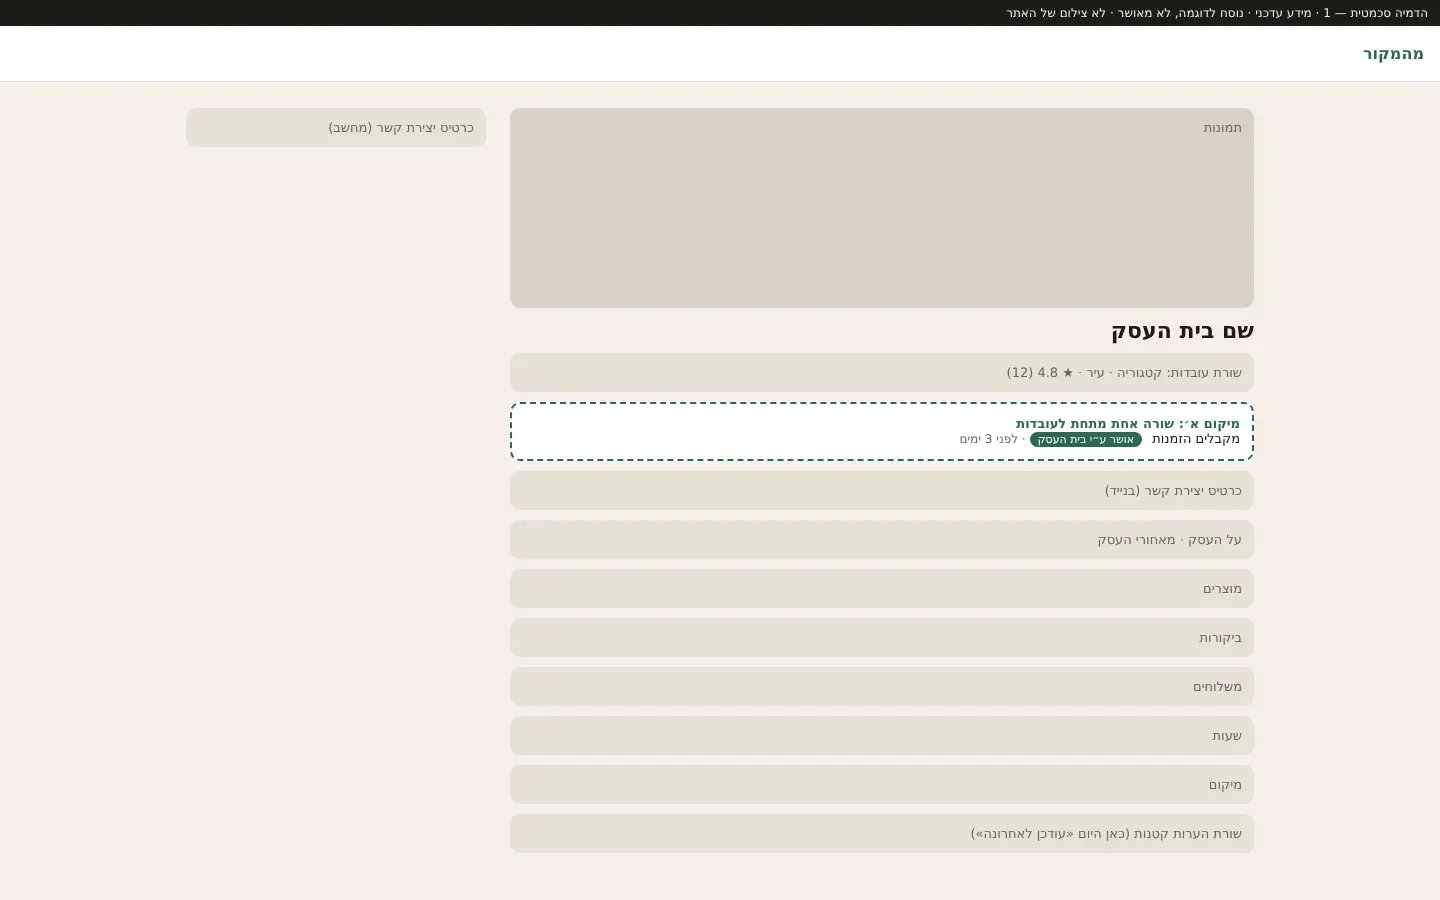 הדמיה סכמטית — 1 · מידע עדכני · נוסח לדוגמה, לא מאושר · לא צילום של האתר
מהמקור
תמונות
כרטיס יצירת קשר (מחשב)
שם בית העסק
שורת עובדות: קטגוריה · עיר · ★ 4.8 (12)
מיקום א׳: שורה אחת מתחת לעובדות
מקבלים הזמנות אושר ע״י בית העסק · לפני 3 ימים
כרטיס יצירת קשר (בנייד)
על העסק · מאחורי העסק
מוצרים
ביקורות
משלוחים
שעות
מיקום
שורת הערות קטנות (כאן היום «עודכן לאחרונה»)